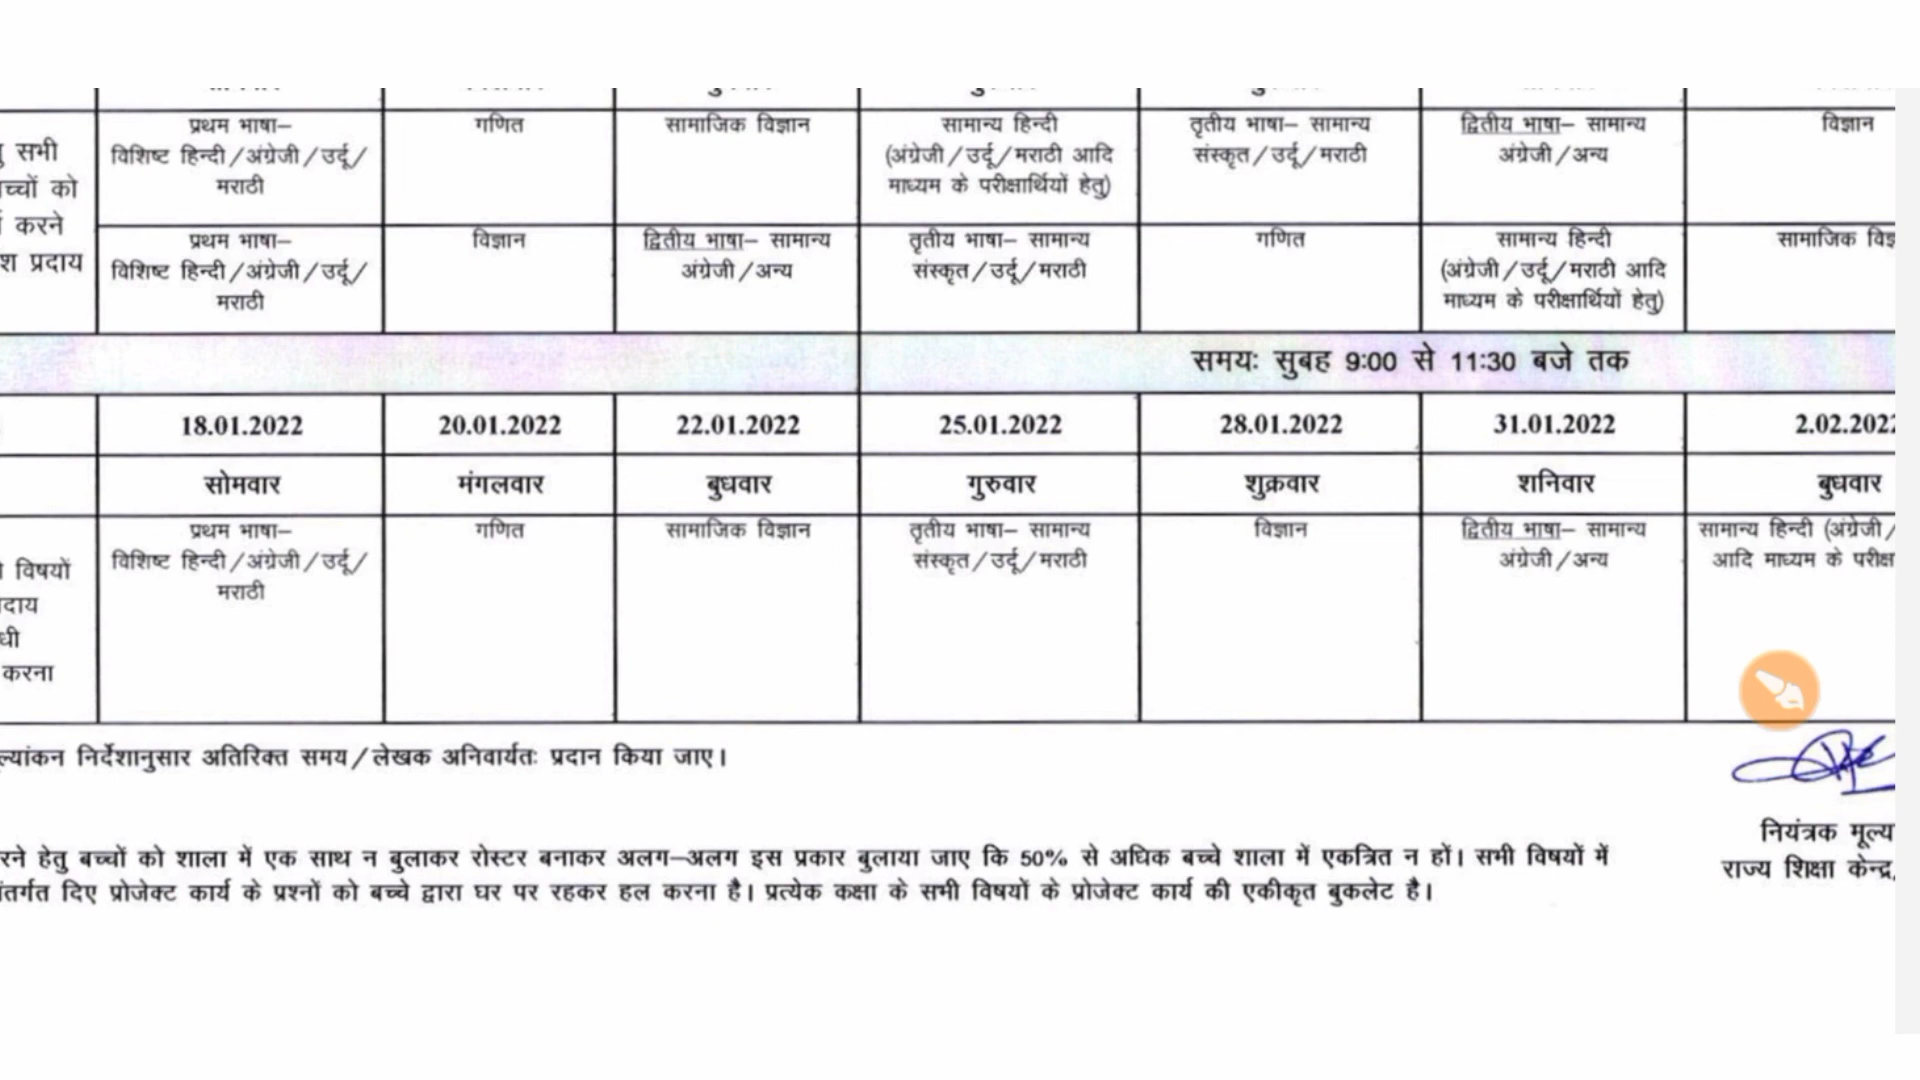 प्रथम भाषा– विशिष्ट हिन्दी/अंग्रेजी/उर्दू/मराठी
गणित
सामाजिक विज्ञान
सामान्य हिन्दी (अंग्रेजी/उर्दू/मराठी आदि माध्यम के परीक्षार्थियों हेतु)
तृतीय भाषा– सामान्य संस्कृत/उर्दू/मराठी
द्वितीय भाषा– सामान्य अंग्रेजी/अन्य
विज्ञान
सभी
को
करने
प्रदाय
प्रथम भाषा– विशिष्ट हिन्दी/अंग्रेजी/उर्दू/मराठी
विज्ञान
द्वितीय भाषा– सामान्य अंग्रेजी/अन्य
तृतीय भाषा– सामान्य संस्कृत/उर्दू/मराठी
गणित
सामान्य हिन्दी (अंग्रेजी/उर्दू/मराठी आदि माध्यम के परीक्षार्थियों हेतु)
सामाजिक
समयः सुबह 9:00 से 11:30 बजे तक
18.01.2022 20.01.2022 22.01.2022 25.01.2022 28.01.2022 31.01.2022 2.02.202
सोमवार मंगलवार बुधवार गुरुवार शुक्रवार शनिवार बुधवार
विषयों
करना
प्रथम भाषा– विशिष्ट हिन्दी/अंग्रेजी/उर्दू/मराठी
गणित
सामाजिक विज्ञान
तृतीय भाषा– सामान्य संस्कृत/उर्दू/मराठी
विज्ञान
द्वितीय भाषा– सामान्य अंग्रेजी/अन्य
सामान्य हिन्दी (अंग्रेजी/
आदि माध्यम के
निर्देशानुसार अतिरिक्त समय/लेखक अनिवार्यतः प्रदान किया जाए।
नियंत्रक
राज्य शिक्षा केन्द्र,
हेतु बच्चों को शाला में एक साथ न बुलाकर रोस्टर बनाकर अलग–अलग इस प्रकार बुलाया जाए कि 50% से अधिक बच्चे शाला में एकत्रित न हों। सभी विषयों में
दिए प्रोजेक्ट कार्य के प्रश्नों को बच्चे द्वारा घर पर रहकर हल करना है। प्रत्येक कक्षा के सभी विषयों के प्रोजेक्ट कार्य की एकीकृत बुकलेट है।